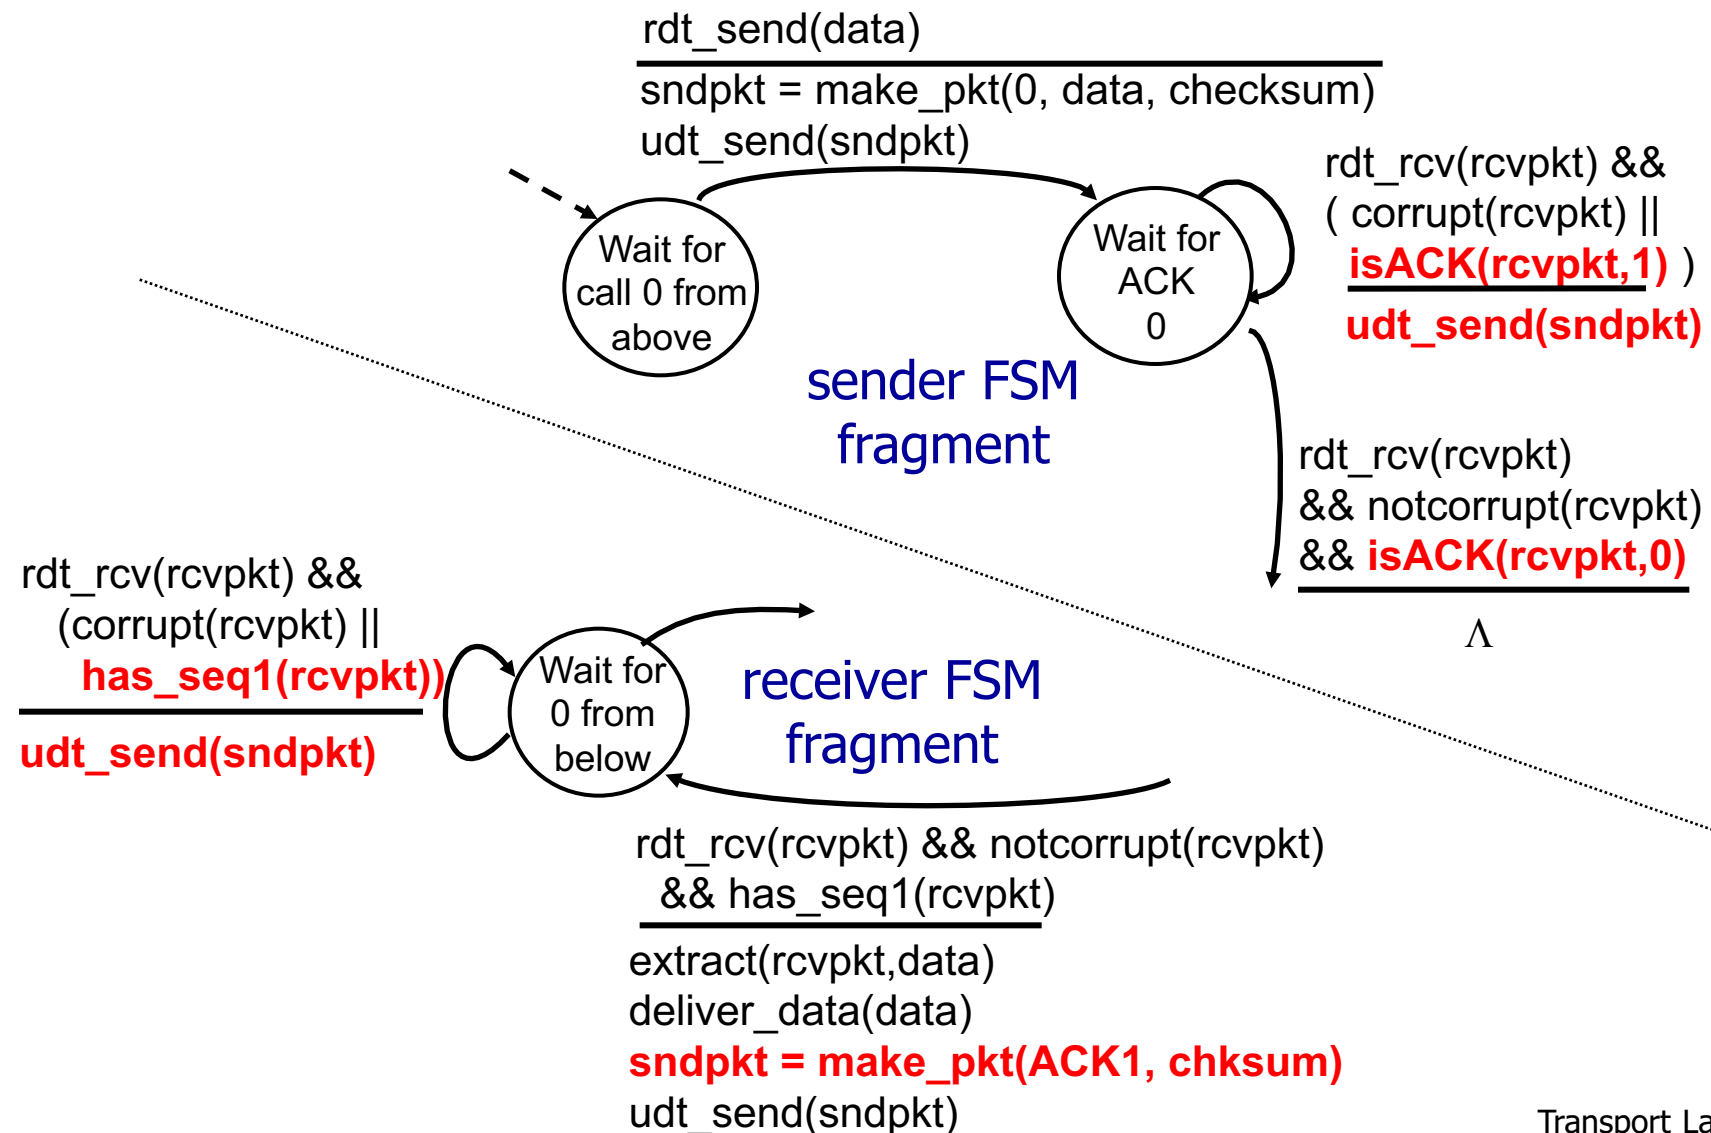 rdt_send(data)
sndpkt = make_pkt(0, data, checksum)
udt_send(sndpkt)
Wait for
call 0 from
above
Wait for
ACK
0
rdt_rcv(rcvpkt) &&
( corrupt(rcvpkt) ||
isACK(rcvpkt,1) )
udt_send(sndpkt)
sender FSM
fragment
rdt_rcv(rcvpkt)
&& notcorrupt(rcvpkt)
&& isACK(rcvpkt,0)
Λ
rdt_rcv(rcvpkt) &&
(corrupt(rcvpkt) ||
has_seq1(rcvpkt))
udt_send(sndpkt)
Wait for
0 from
below
receiver FSM
fragment
rdt_rcv(rcvpkt) && notcorrupt(rcvpkt)
&& has_seq1(rcvpkt)
extract(rcvpkt,data)
deliver_data(data)
sndpkt = make_pkt(ACK1, chksum)
udt_send(sndpkt)
Transport La